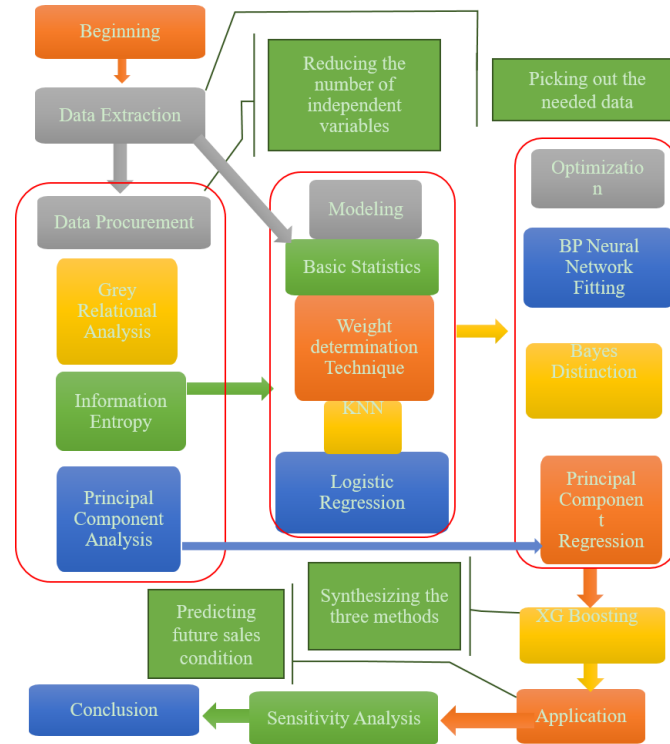 Beginning
Reducing the
number of
independent
variables
Picking out the
needed data
Data Extraction
Data Procurement
Grey
Relational
Analysis
Information
Entropy
Principal
Component
Analysis
Modeling
Basic Statistics
Weight
determination
Technique
KNN
Logistic
Regression
Optimizatio
n
BP Neural
Network
Fitting
Bayes
Distinction
Principal
Componen
t
Regression
Predicting
future sales
condition
Synthesizing the
three methods
XG Boosting
Conclusion
Sensitivity Analysis
Application